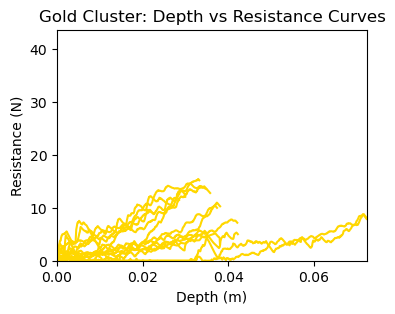 Gold Cluster: Depth vs Resistance Curves
40
30
20
10
0
Resistance (N)
0.00 0.02 0.04 0.06
Depth (m)